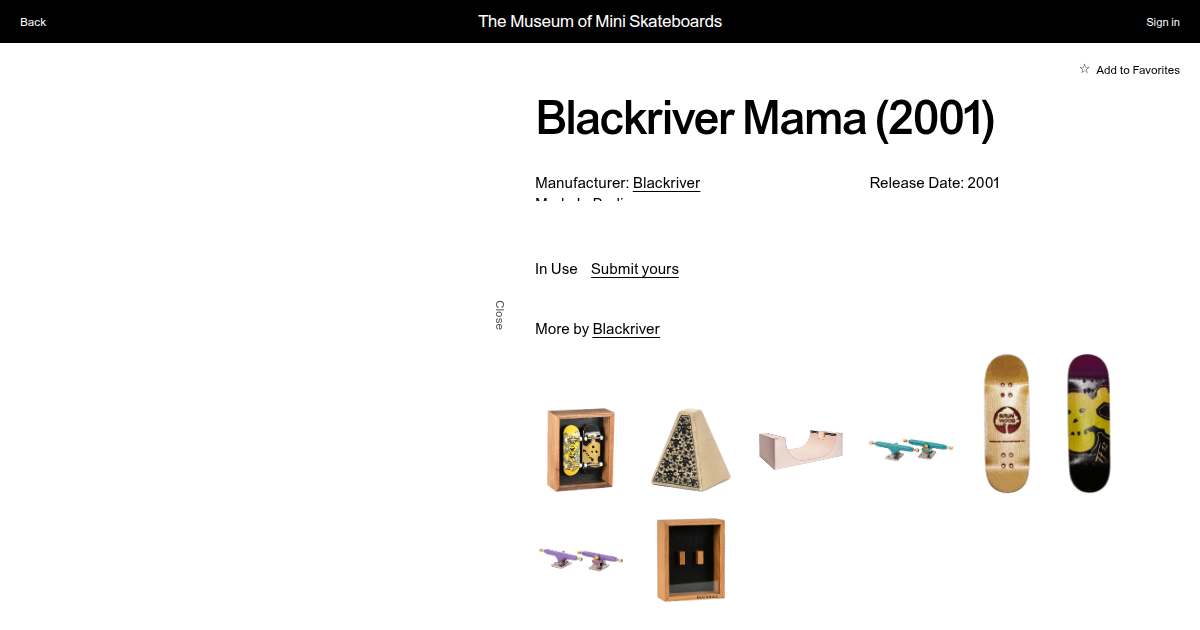 Back
The Museum of Mini Skateboards
Sign in
☆ Add to Favorites
Blackriver Mama (2001)
Manufacturer: Blackriver
Release Date: 2001
In Use Submit yours
Close
More by Blackriver